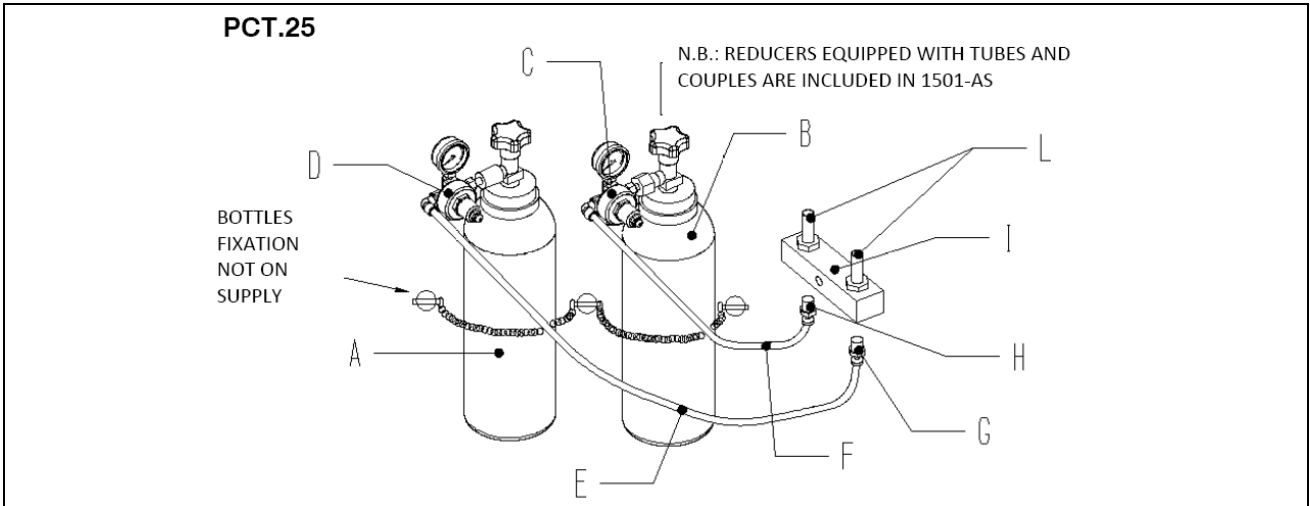 PCT.25
N.B.: REDUCERS EQUIPPED WITH TUBES AND
COUPLES ARE INCLUDED IN 1501-AS
C
B
L
D
BOTTLES
FIXATION
NOT ON
SUPPLY
I
A
H
G
F
E